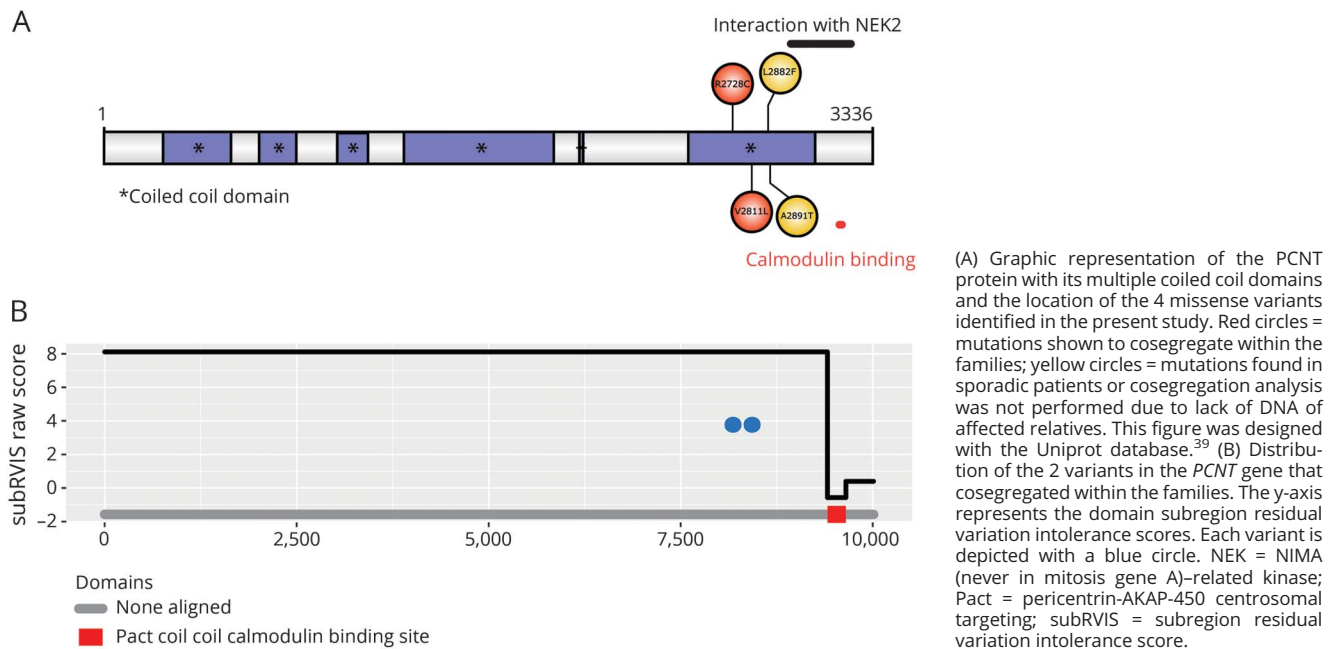 A
Interaction with NEK2
R2728C
L2882F
1
3336
*
*
*
*
*
*
*Coiled coil domain
V2811L
A2891T
Calmodulin binding
B
subRVIS raw score
8
6
4
2
0
−2
0
2,500
5,000
7,500
10,000
Domains
None aligned
Pact coil coil calmodulin binding site
(A) Graphic representation of the PCNT
protein with its multiple coiled coil domains
and the location of the 4 missense variants
identified in the present study. Red circles =
mutations shown to cosegregate within the
families; yellow circles = mutations found in
sporadic patients or cosegregation analysis
was not performed due to lack of DNA of
affected relatives. This figure was designed
with the Uniprot database.39 (B) Distribu-
tion of the 2 variants in the PCNT gene that
cosegregated within the families. The y-axis
represents the domain subregion residual
variation intolerance scores. Each variant is
depicted with a blue circle. NEK = NIMA
(never in mitosis gene A)–related kinase;
Pact = pericentrin-AKAP-450 centrosomal
targeting; subRVIS = subregion residual
variation intolerance score.